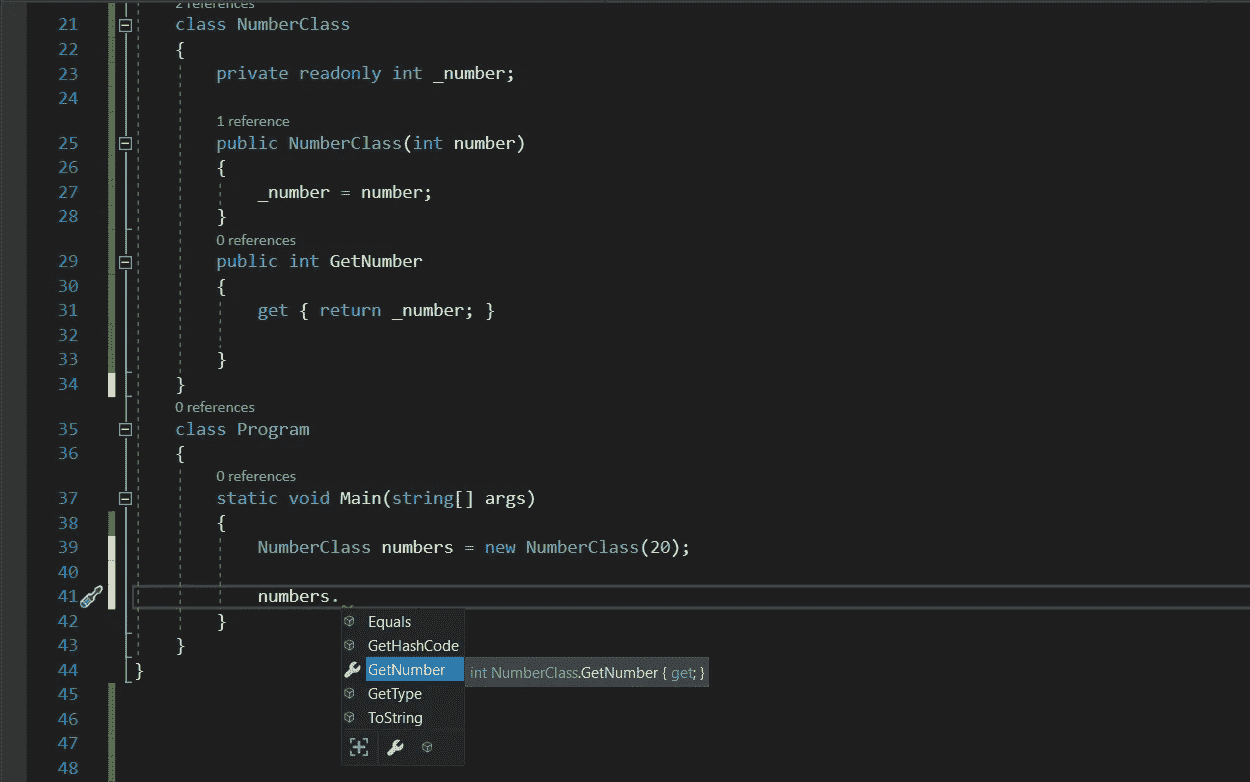 2 references
21 class NumberClass
22 {
23 private readonly int _number;
24
1 reference
25 public NumberClass(int number)
26 {
27 _number = number;
28 }
0 references
29 public int GetNumber
30 {
31 get { return _number; }
32
33 }
34 }
0 references
35 class Program
36 {
0 references
37 static void Main(string[] args)
38 {
39 NumberClass numbers = new NumberClass(20);
40
41 numbers.
42 }
Equals
43 }
GetHashCode
44 }
GetNumber int NumberClass.GetNumber { get; }
45
GetType
46
ToString
47
48